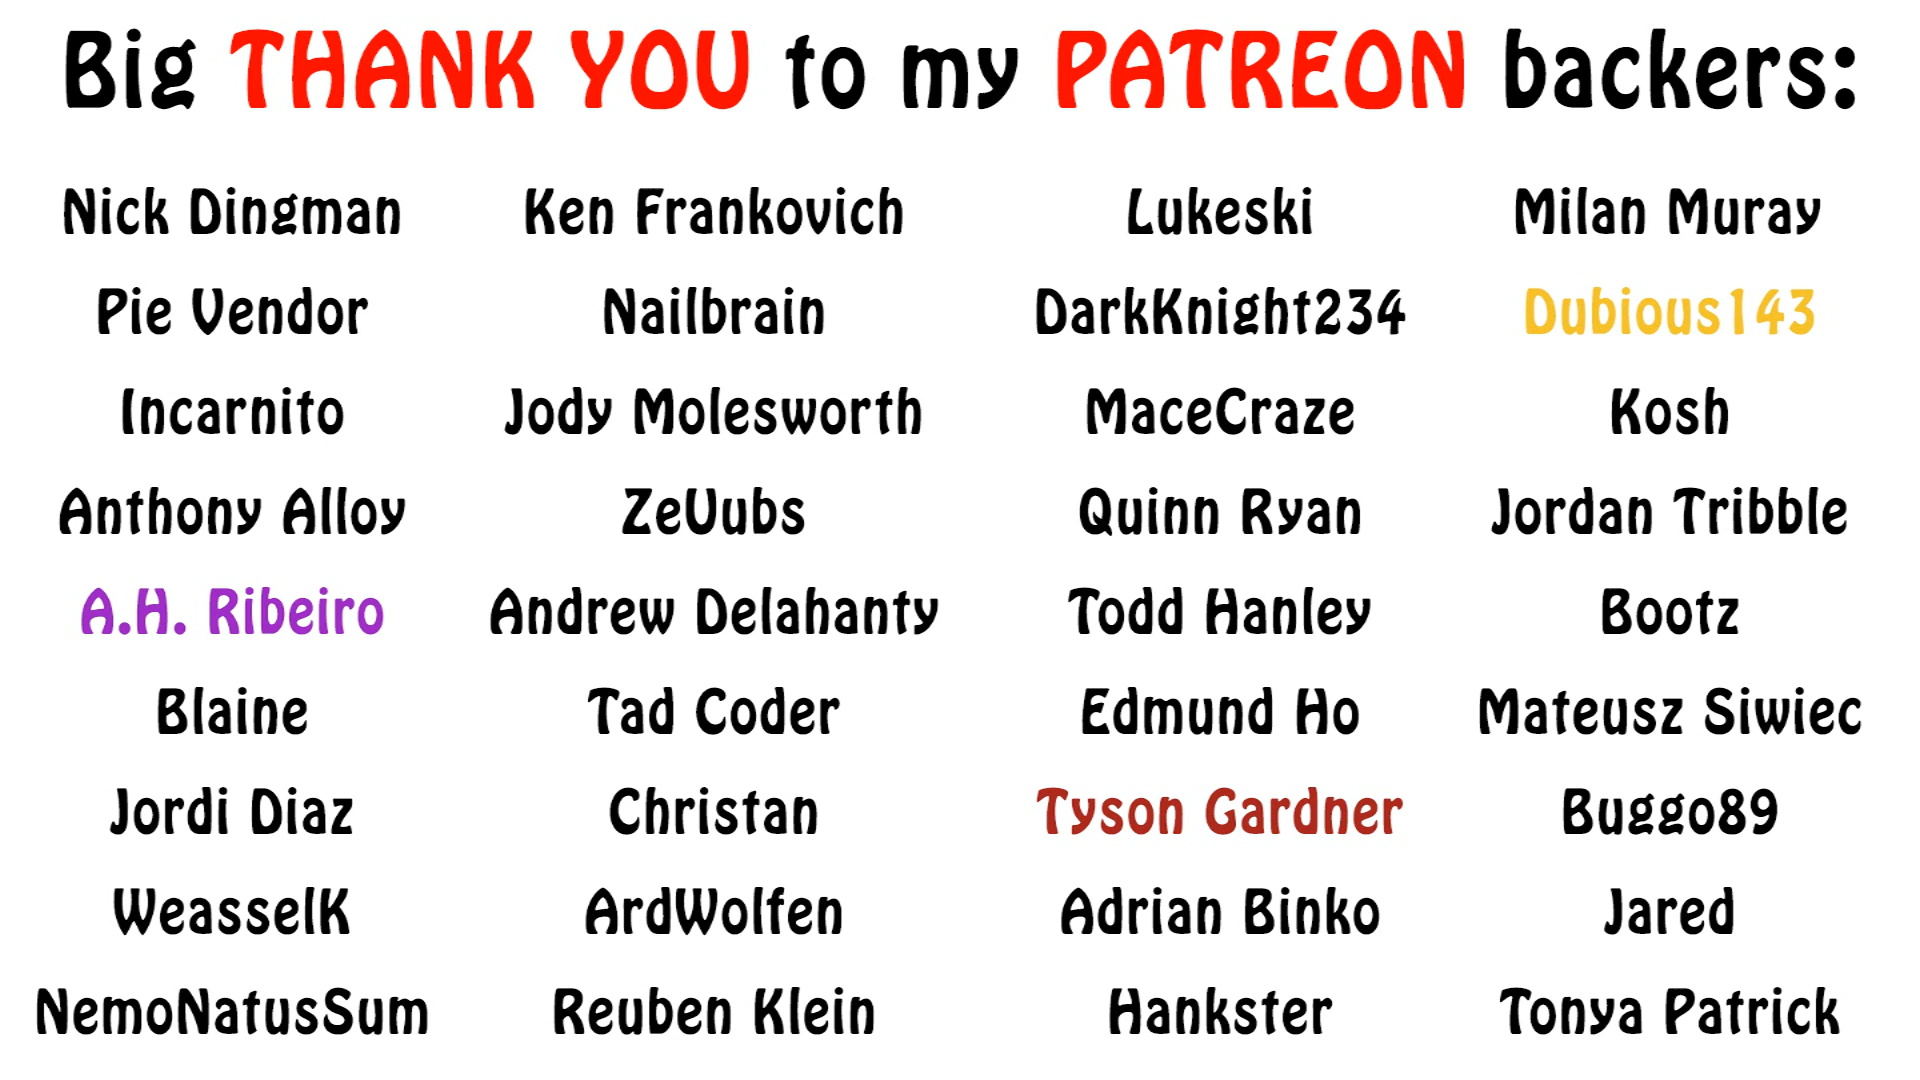 Big THANK YOU to my PATREON backers:
Nick Dingman Ken Frankovich Lukeski Milan Muray
Pie Vendor Nailbrain DarkKnight234 Dubious143
Incarnito Jody Molesworth MaceCraze Kosh
Anthony Alloy ZeUubs Quinn Ryan Jordan Tribble
A.H. Ribeiro Andrew Delahanty Todd Hanley Bootz
Blaine Tad Coder Edmund Ho Mateusz Siwiec
Jordi Diaz Christan Tyson Gardner Buggo89
WeasselK ArdWolfen Adrian Binko Jared
NemoNatusSum Reuben Klein Hankster Tonya Patrick